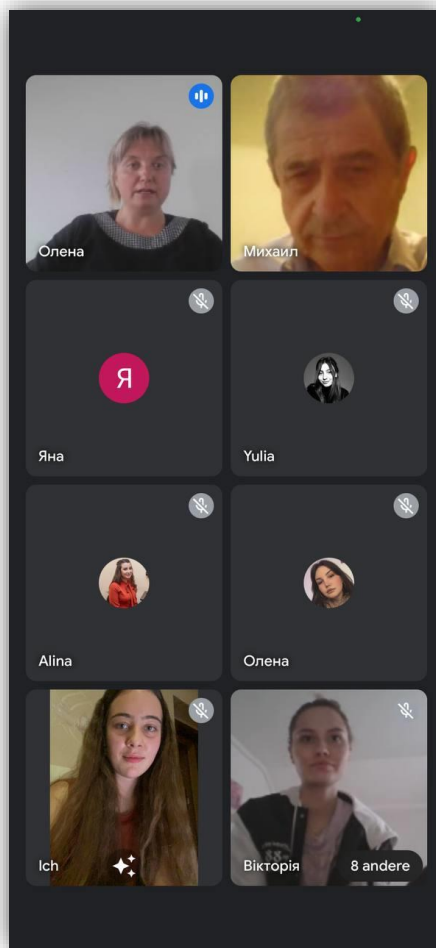 Олена
Михаил
Я
Яна
Yulia
Alina
Олена
Ich
Вікторія
8 andere